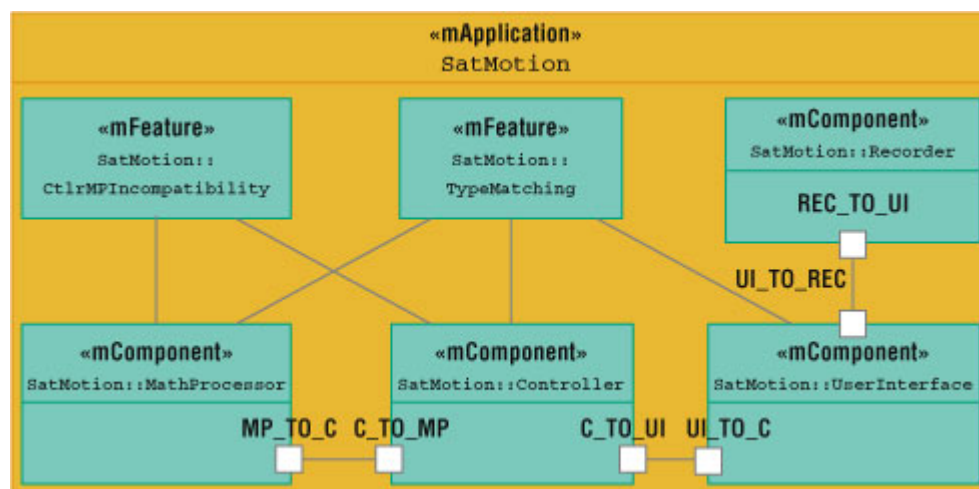 «mApplication»
SatMotion
«mFeature»
SatMotion::
CtlrMPIncompatibility
«mFeature»
SatMotion::
TypeMatching
«mComponent»
SatMotion::Recorder
REC_TO_UI
UI_TO_REC
«mComponent»
SatMotion::MathProcessor
MP_TO_C
«mComponent»
SatMotion::Controller
C_TO_MP
C_TO_UI
«mComponent»
SatMotion::UserInterface
UI_TO_C